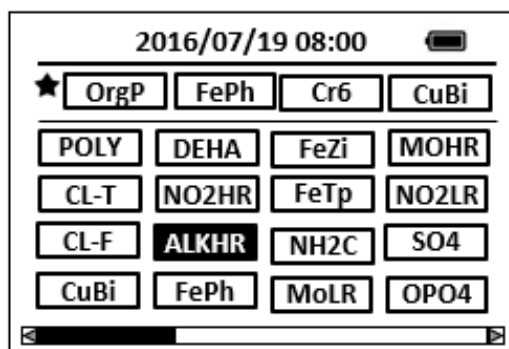 2016/07/19 08:00
OrgP FePh Cr6 CuBi
POLY DEHA FeZi MOHR
CL-T NO2HR FeTp NO2LR
CL-F ALKHR NH2C SO4
CuBi FePh MoLR OPO4